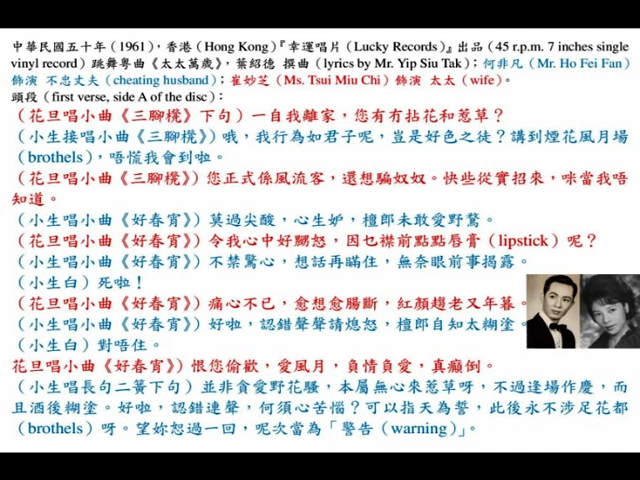 中華民國五十年（1961），香港（Hong Kong）『幸運唱片（Lucky Records）』出品（45 r.p.m. 7 inches single
vinyl record）跳舞粵曲《太太萬歲》，葉紹德 撰曲（lyrics by Mr. Yip Siu Tak）；何非凡（Mr. Ho Fei Fan）
飾演 不忠丈夫（cheating husband）；崔妙芝（Ms. Tsui Miu Chi）飾演 太太（wife）。
頭段（first verse, side A of the disc）：
（花旦唱小曲《三腳櫈》下句）一自我離家，您有冇拈花和惹草？
（小生接唱小曲《三腳櫈》）哦，我行為如君子呢，豈是好色之徒？講到煙花風月場
（brothels），唔慌我會到啦。
（花旦唱小曲《三腳櫈》）您正式係風流客，還想騙奴奴。快些從實招來，咪當我唔
知道。
（小生唱小曲《好春宵》）莫過尖酸，心生妒，檀郎未敢愛野鶩。
（花旦唱小曲《好春宵》）令我心中好嬲怒，因乜襟前點點唇膏（lipstick）呢？
（小生唱小曲《好春宵》）不禁驚心，想話再瞞住，無奈眼前事揭露。
（小生白）死啦！
（花旦唱小曲《好春宵》）痛心不已，愈想愈腸斷，紅顏趨老又年暮。
（小生唱小曲《好春宵》）好啦，認錯聲聲請熄怒，檀郎自知太糊塗。
（小生白）對唔住。
花旦唱小曲《好春宵》）恨您偷歡，愛風月，負情負愛，真癲倒。
（小生唱長句二簧下句）並非貪愛野花騷，本屬無心來惹草呀，不過逢場作慶，而
且酒後糊塗。好啦，認錯連聲，何須心苦惱？可以指天為誓，此後永不涉足花都
（brothels）呀。望妳恕過一回，呢次當為「警告（warning）」。